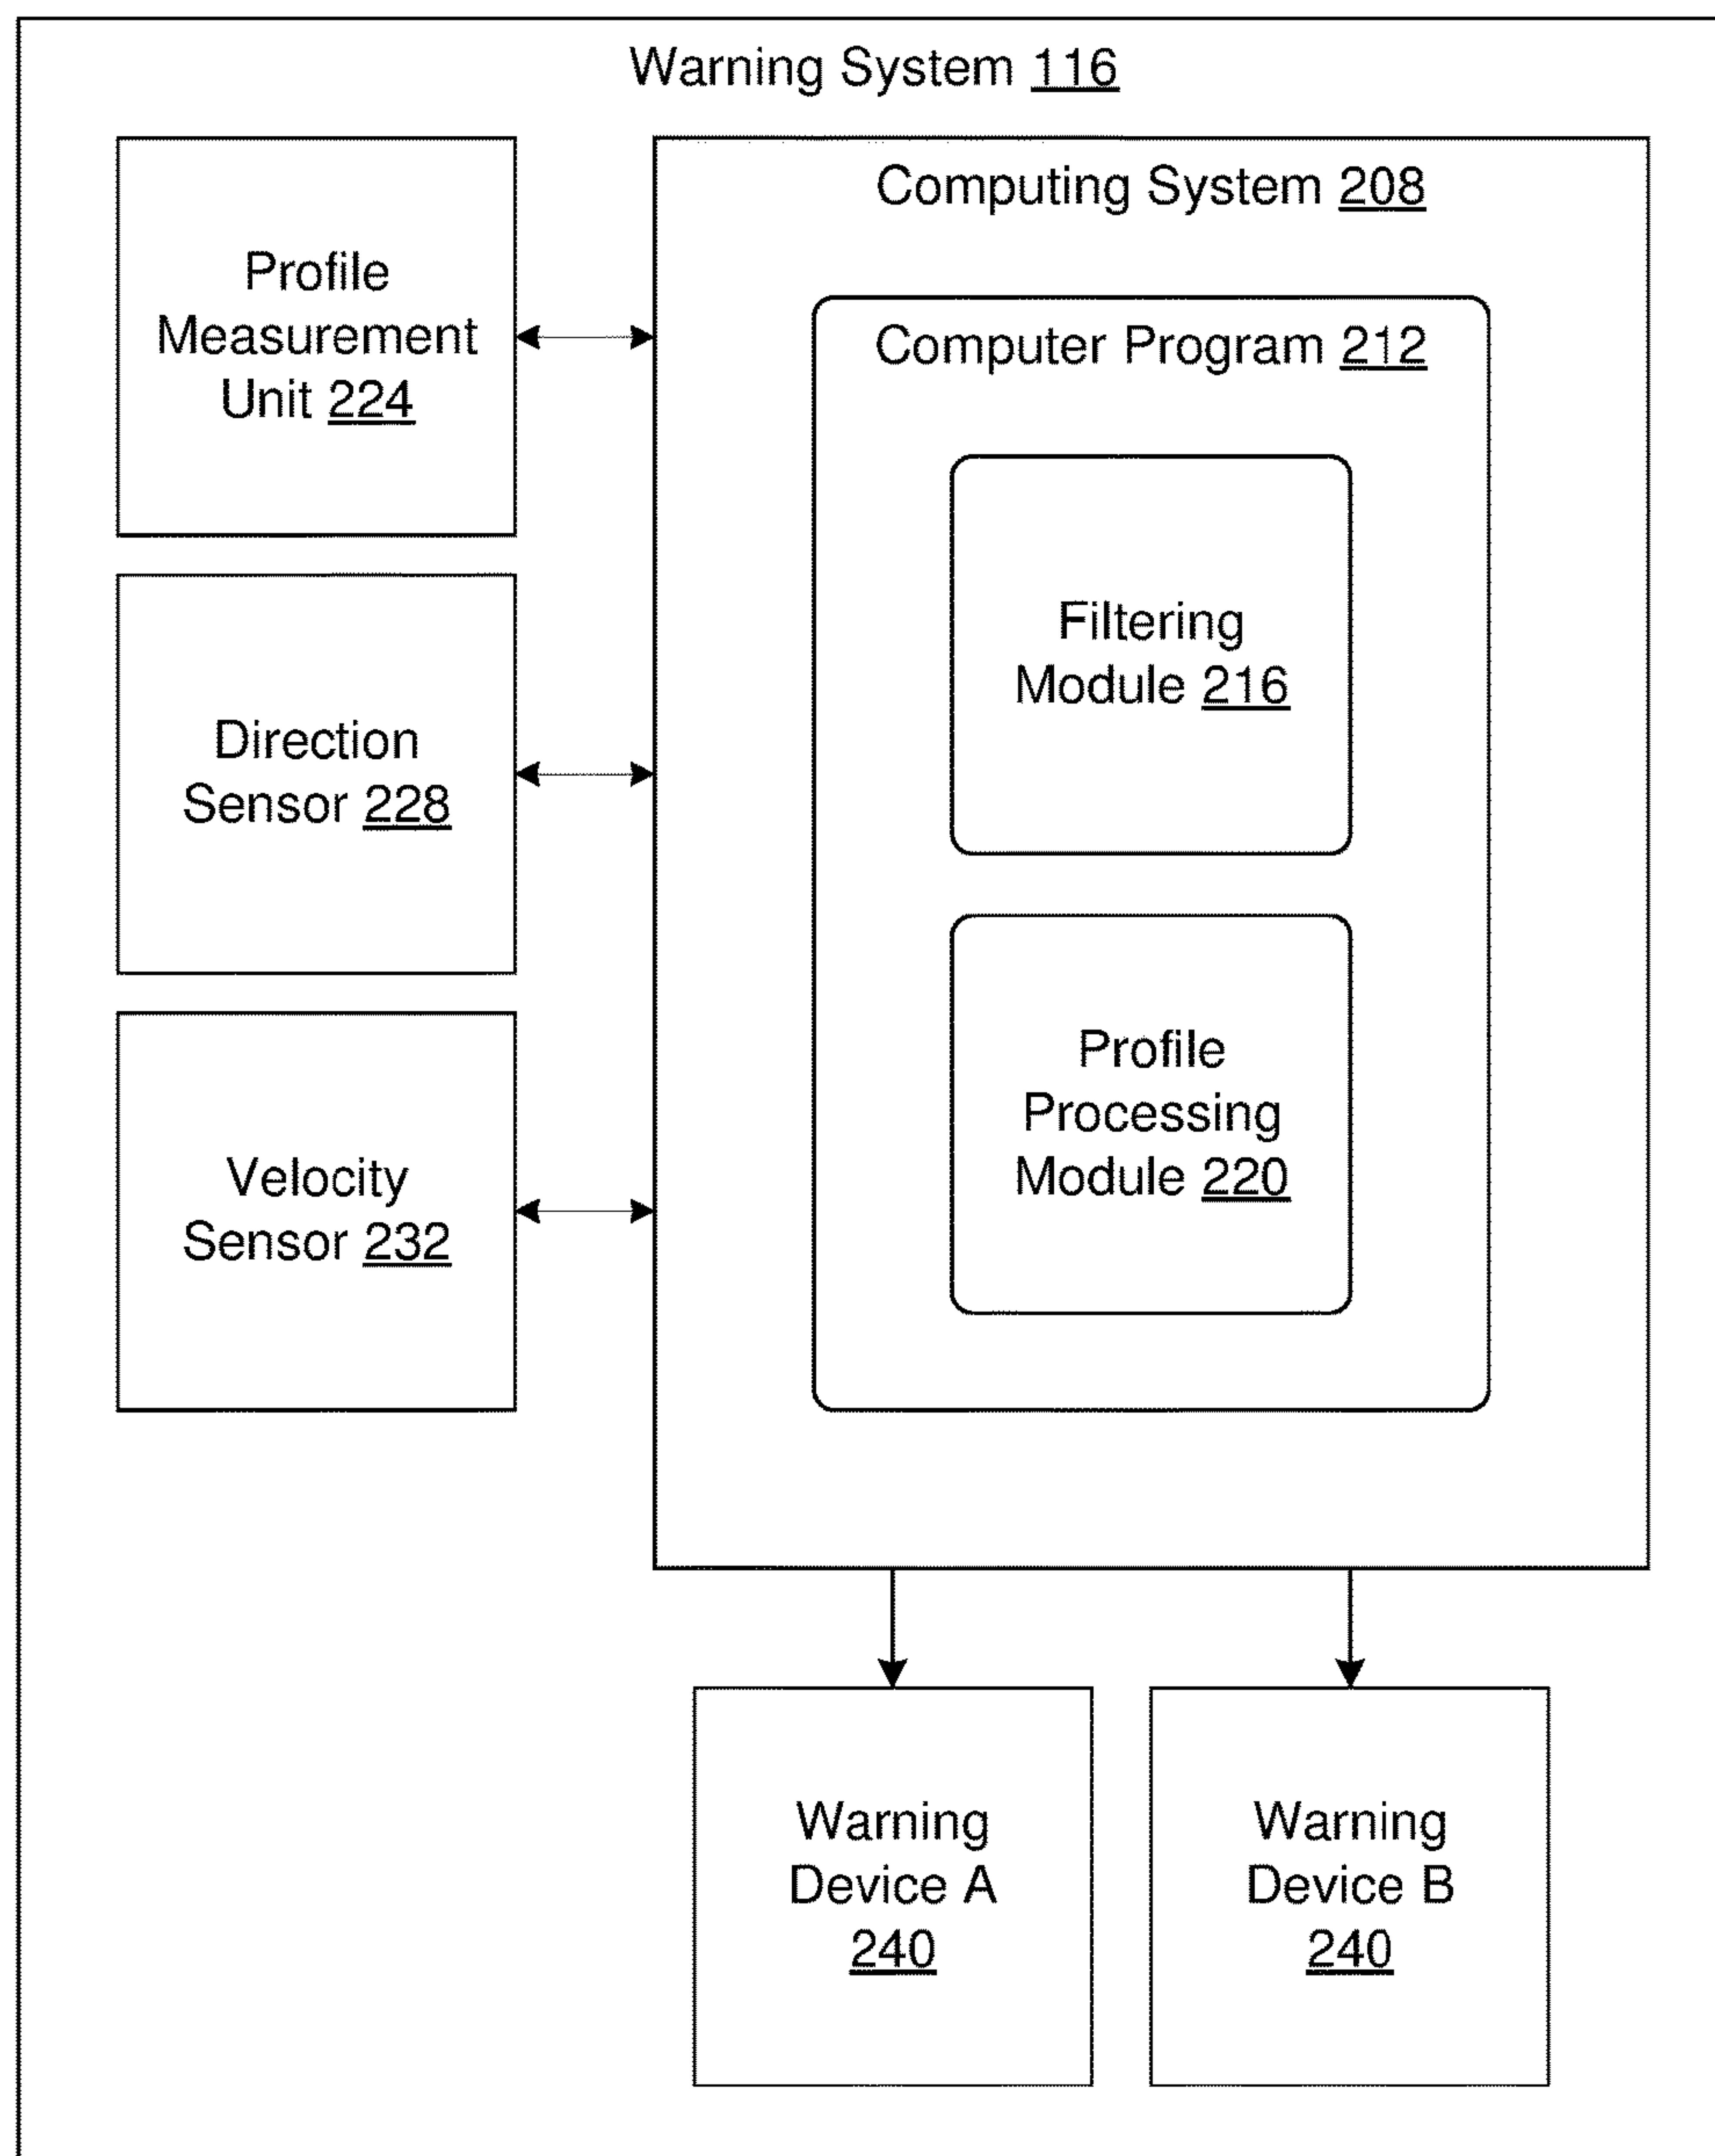 Warning System 116
Profile
Measurement
Unit 224
Direction
Sensor 228
Velocity
Sensor 232
Computing System 208
Computer Program 212
Filtering
Module 216
Profile
Processing
Module 220
Warning
Device A
240
Warning
Device B
240